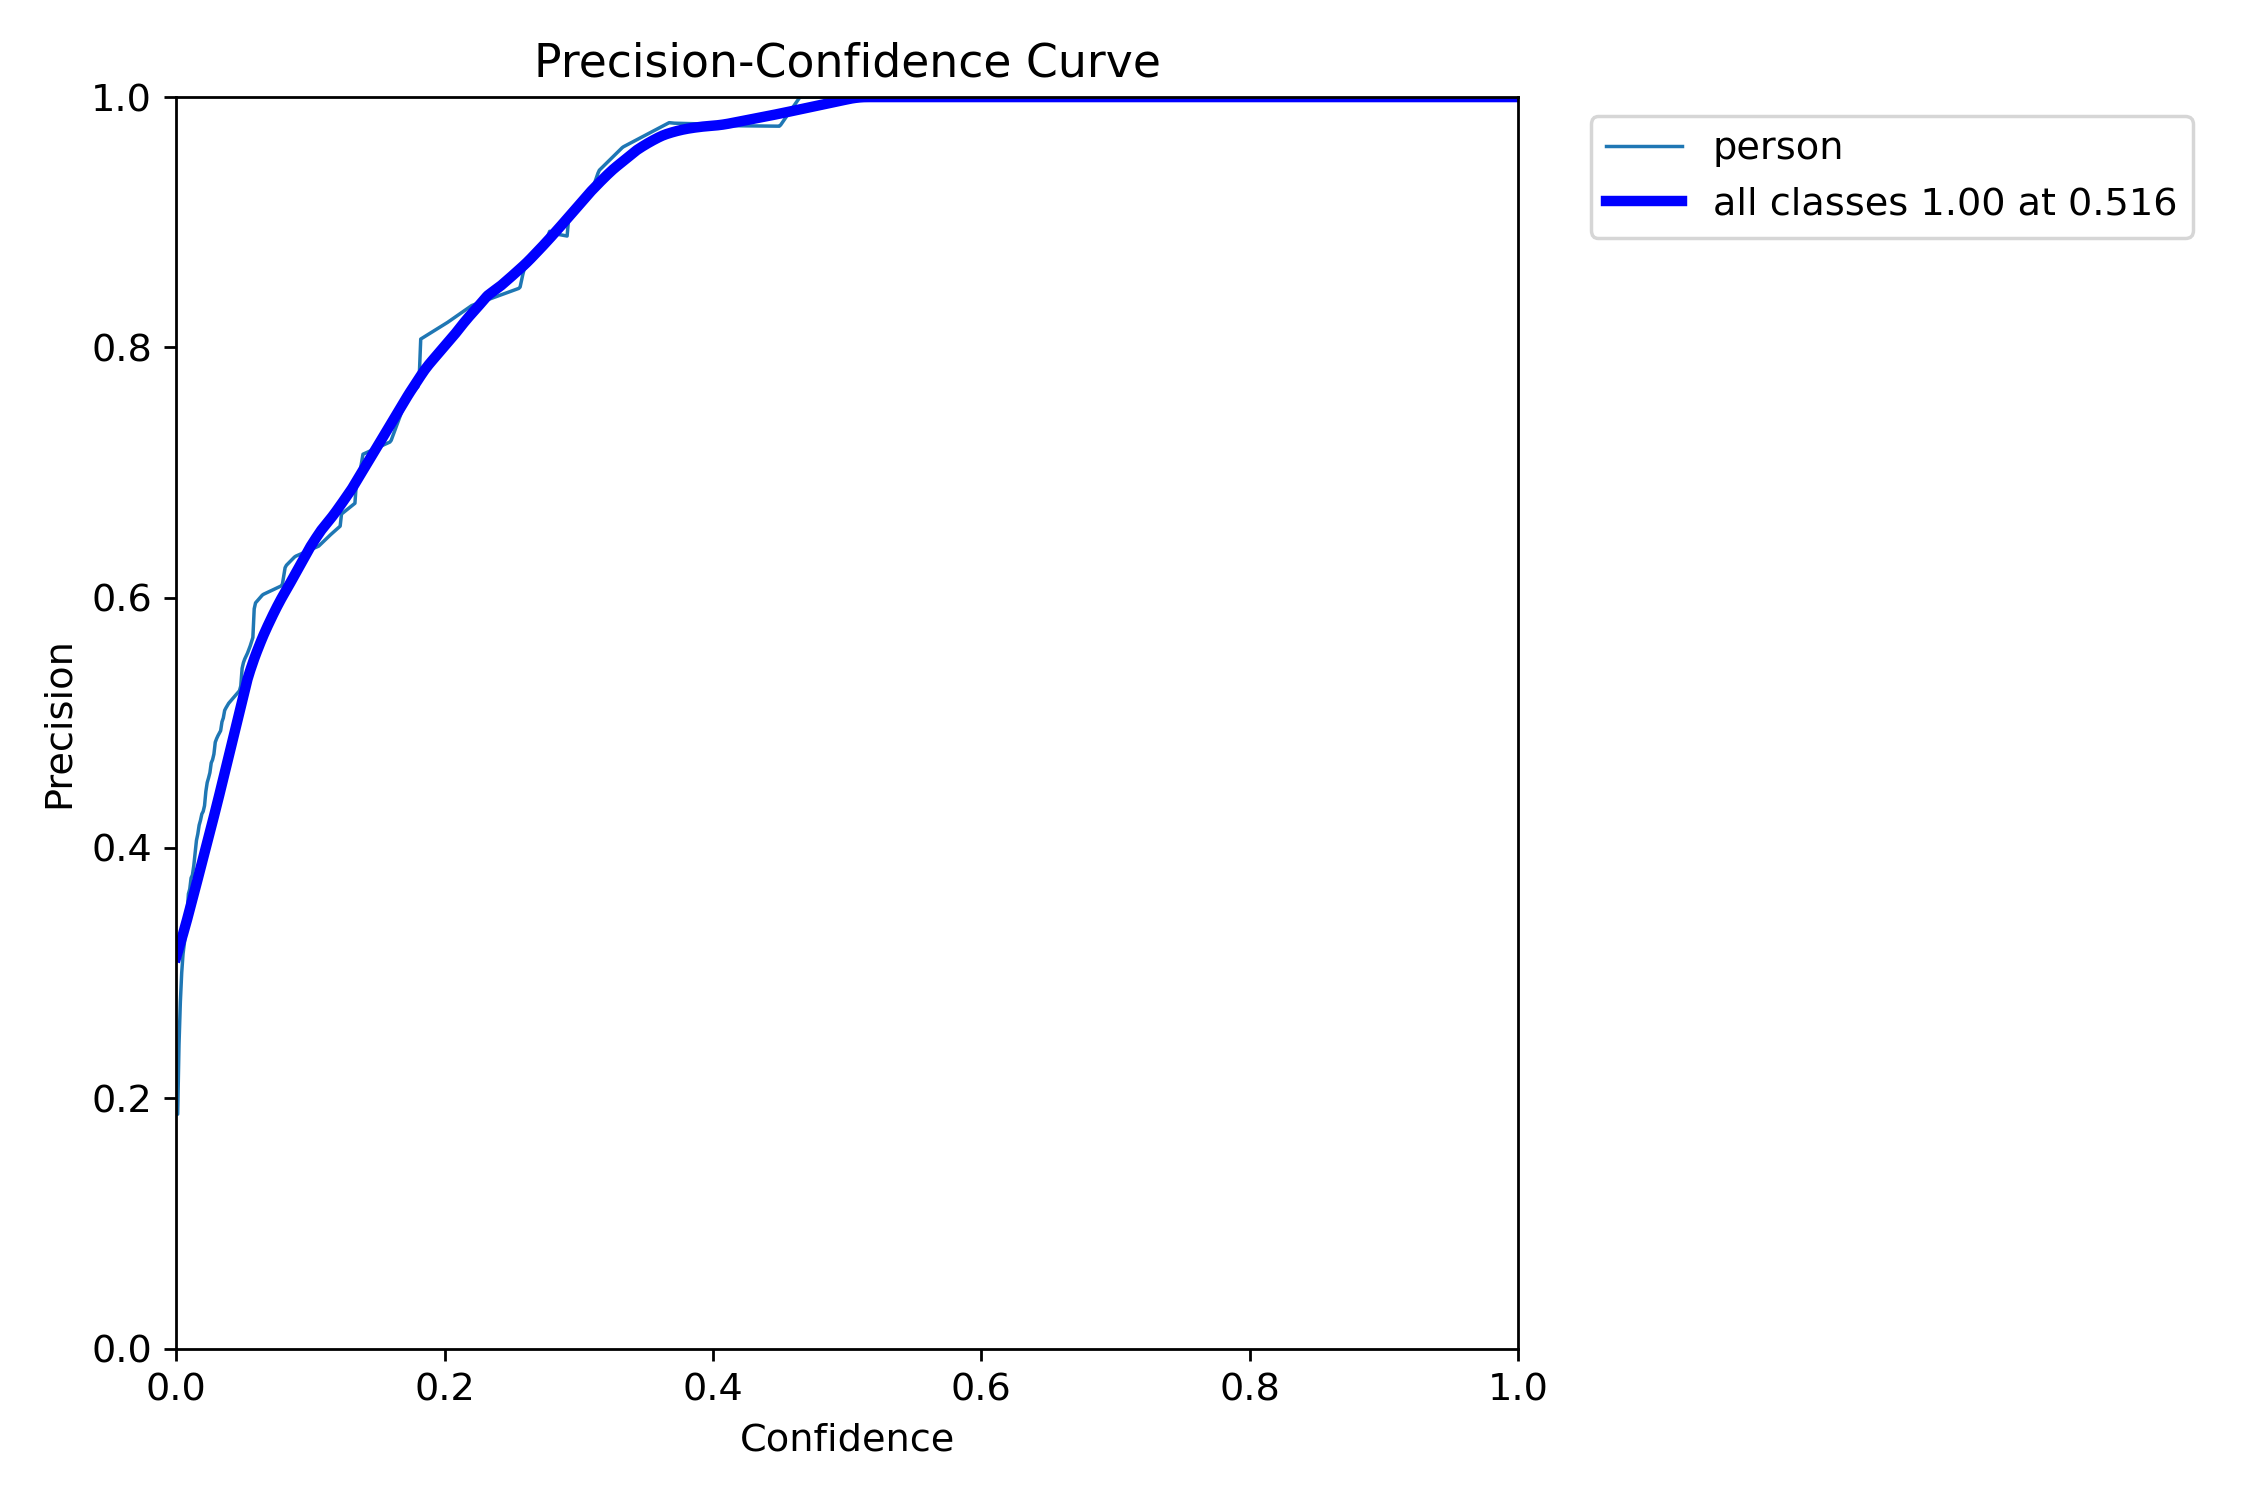 Precision-Confidence Curve
1.0
0.8
0.6
0.4
0.2
0.0
Precision
0.0 0.2 0.4 0.6 0.8 1.0
Confidence
person
all classes 1.00 at 0.516